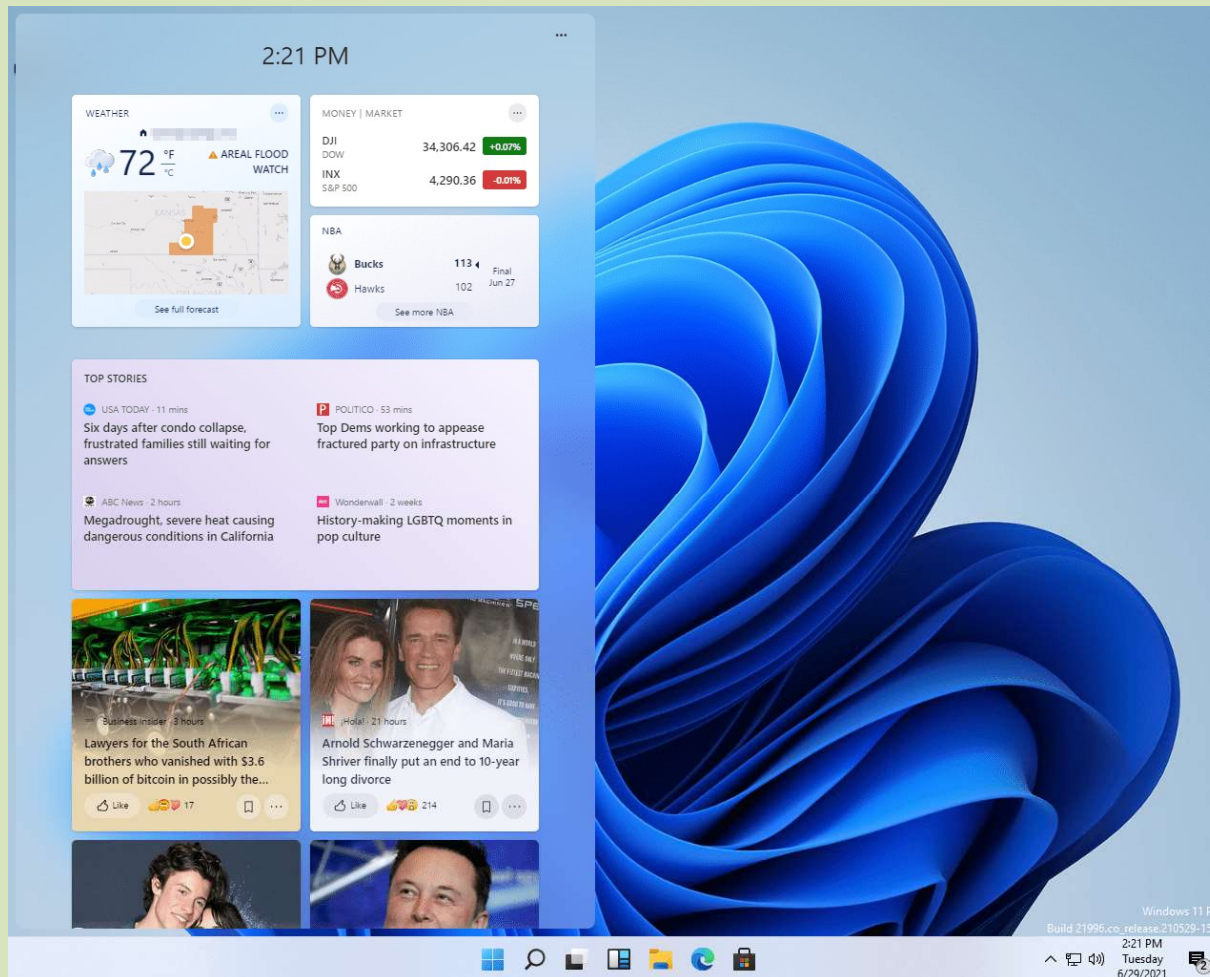 2:21 PM
WEATHER
72 °F
°C
AREAL FLOOD
WATCH
KANSAS
See full forecast
MONEY | MARKET
DJI
DOW
34,306.42 +0.07%
INX
S&P 500
4,290.36 -0.01%
NBA
Bucks 113
Hawks 102
Final
Jun 27
See more NBA
TOP STORIES
USA TODAY · 11 mins
Six days after condo collapse,
frustrated families still waiting for
answers
POLITICO · 53 mins
Top Dems working to appease
fractured party on infrastructure
ABC News · 2 hours
Megadrought, severe heat causing
dangerous conditions in California
Wonderwall · 2 weeks
History-making LGBTQ moments in
pop culture
Business Insider · 3 hours
Lawyers for the South African
brothers who vanished with $3.6
billion of bitcoin in possibly the...
Like 17
¡Hola! · 21 hours
Arnold Schwarzenegger and Maria
Shriver finally put an end to 10-year
long divorce
Like 214
Windows 11 P
Build 21996.co_release.210529-15
2:21 PM
Tuesday
6/29/2021
2